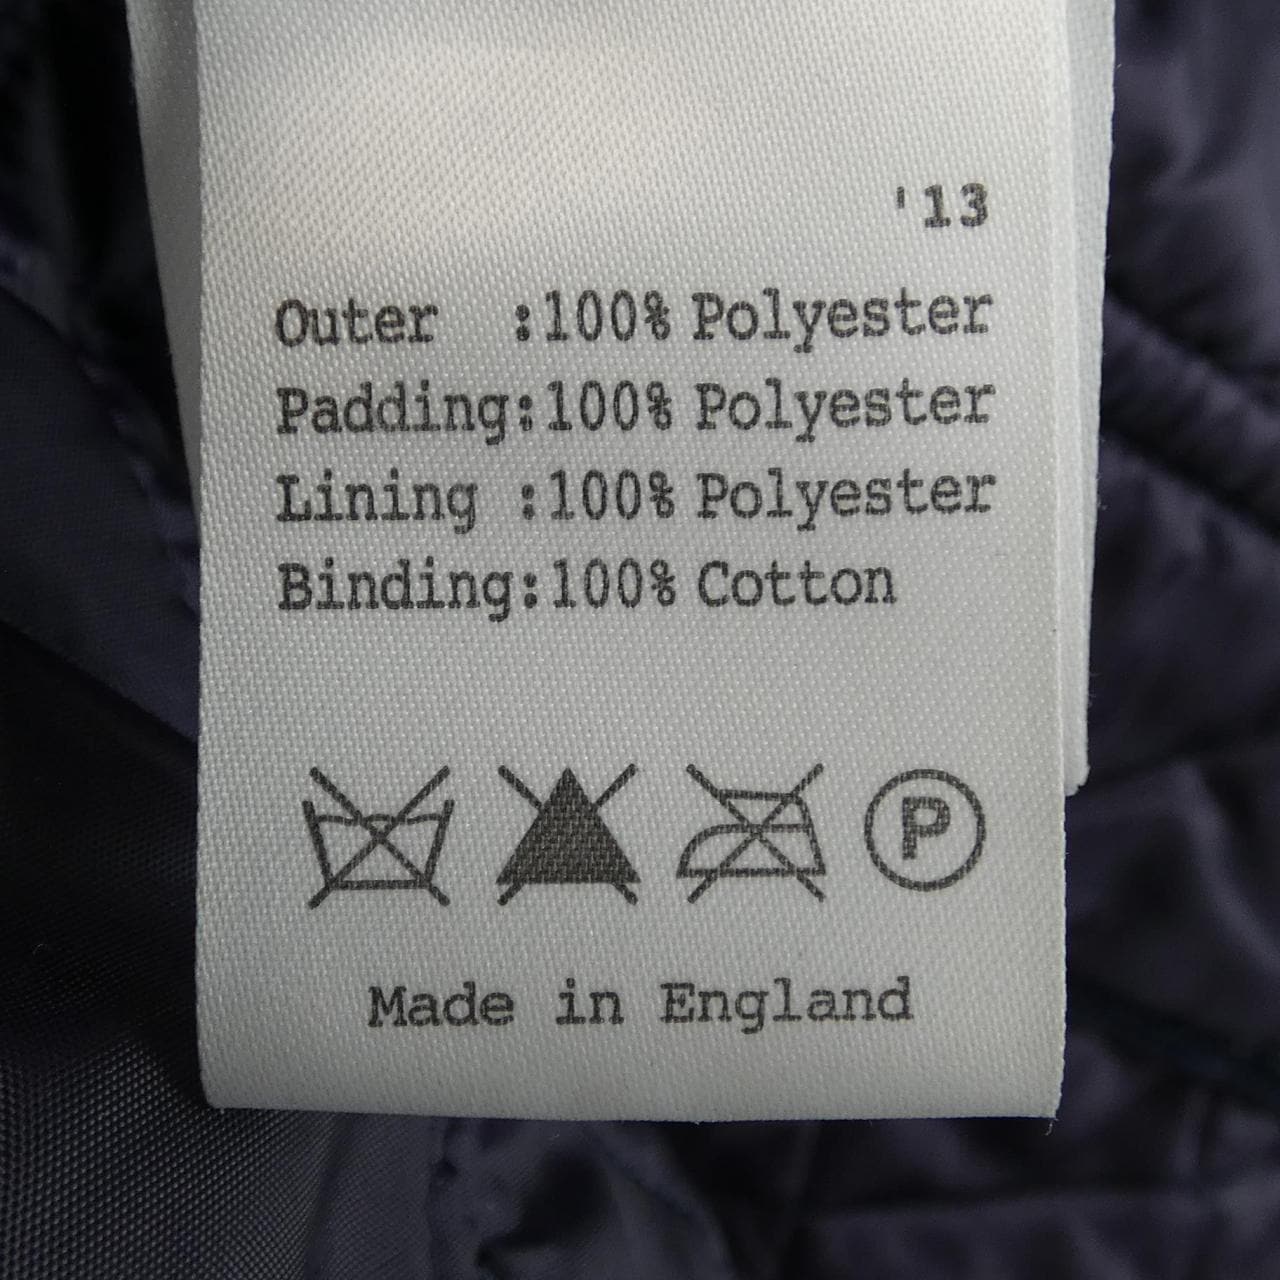 '13
Outer :100% Polyester
Padding:100% Polyester
Lining :100% Polyester
Binding:100% Cotton
P
Made in England